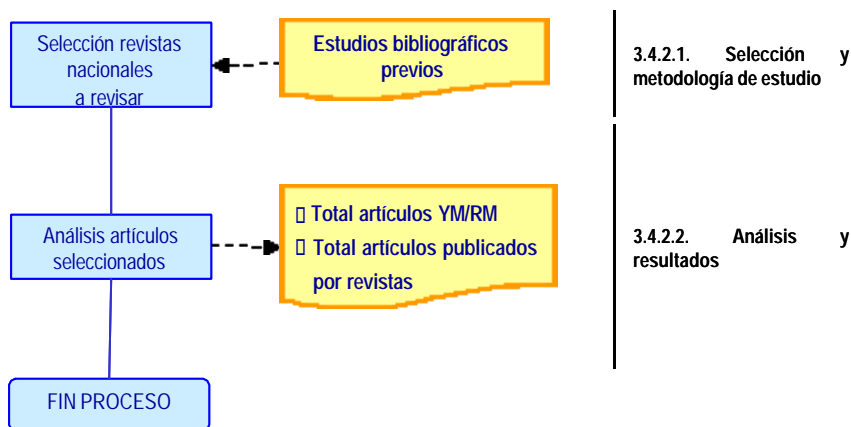 Selección revistas
nacionales
a revisar
Estudios bibliográficos
previos
3.4.2.1. Selección y
metodología de estudio
Análisis artículos
seleccionados
▯ Total artículos YM/RM
▯ Total artículos publicados
por revistas
3.4.2.2. Análisis y
resultados
FIN PROCESO